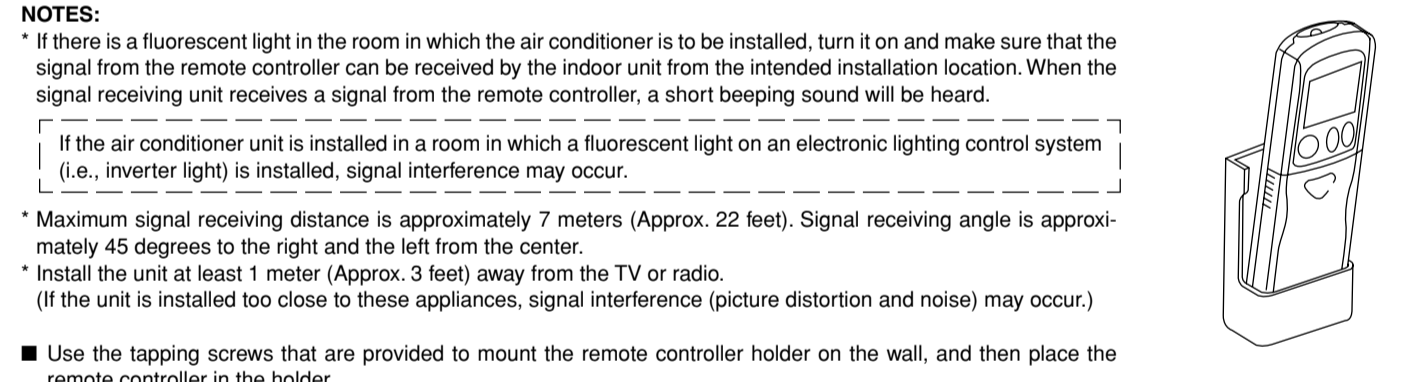 NOTES:
* If there is a fluorescent light in the room in which the air conditioner is to be installed, turn it on and make sure that the
signal from the remote controller can be received by the indoor unit from the intended installation location. When the
signal receiving unit receives a signal from the remote controller, a short beeping sound will be heard.
If the air conditioner unit is installed in a room in which a fluorescent light on an electronic lighting control system
(i.e., inverter light) is installed, signal interference may occur.
* Maximum signal receiving distance is approximately 7 meters (Approx. 22 feet). Signal receiving angle is approxi-
mately 45 degrees to the right and the left from the center.
* Install the unit at least 1 meter (Approx. 3 feet) away from the TV or radio.
(If the unit is installed too close to these appliances, signal interference (picture distortion and noise) may occur.)
■ Use the tapping screws that are provided to mount the remote controller holder on the wall, and then place the
remote controller in the holder